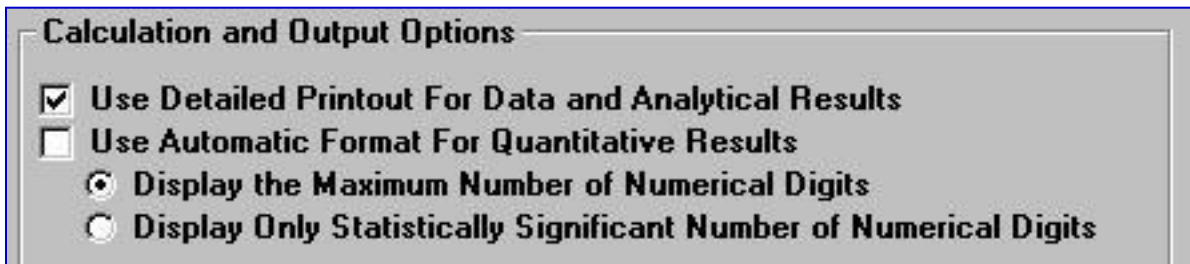 Calculation and Output Options
Use Detailed Printout For Data and Analytical Results
Use Automatic Format For Quantitative Results
Display the Maximum Number of Numerical Digits
Display Only Statistically Significant Number of Numerical Digits